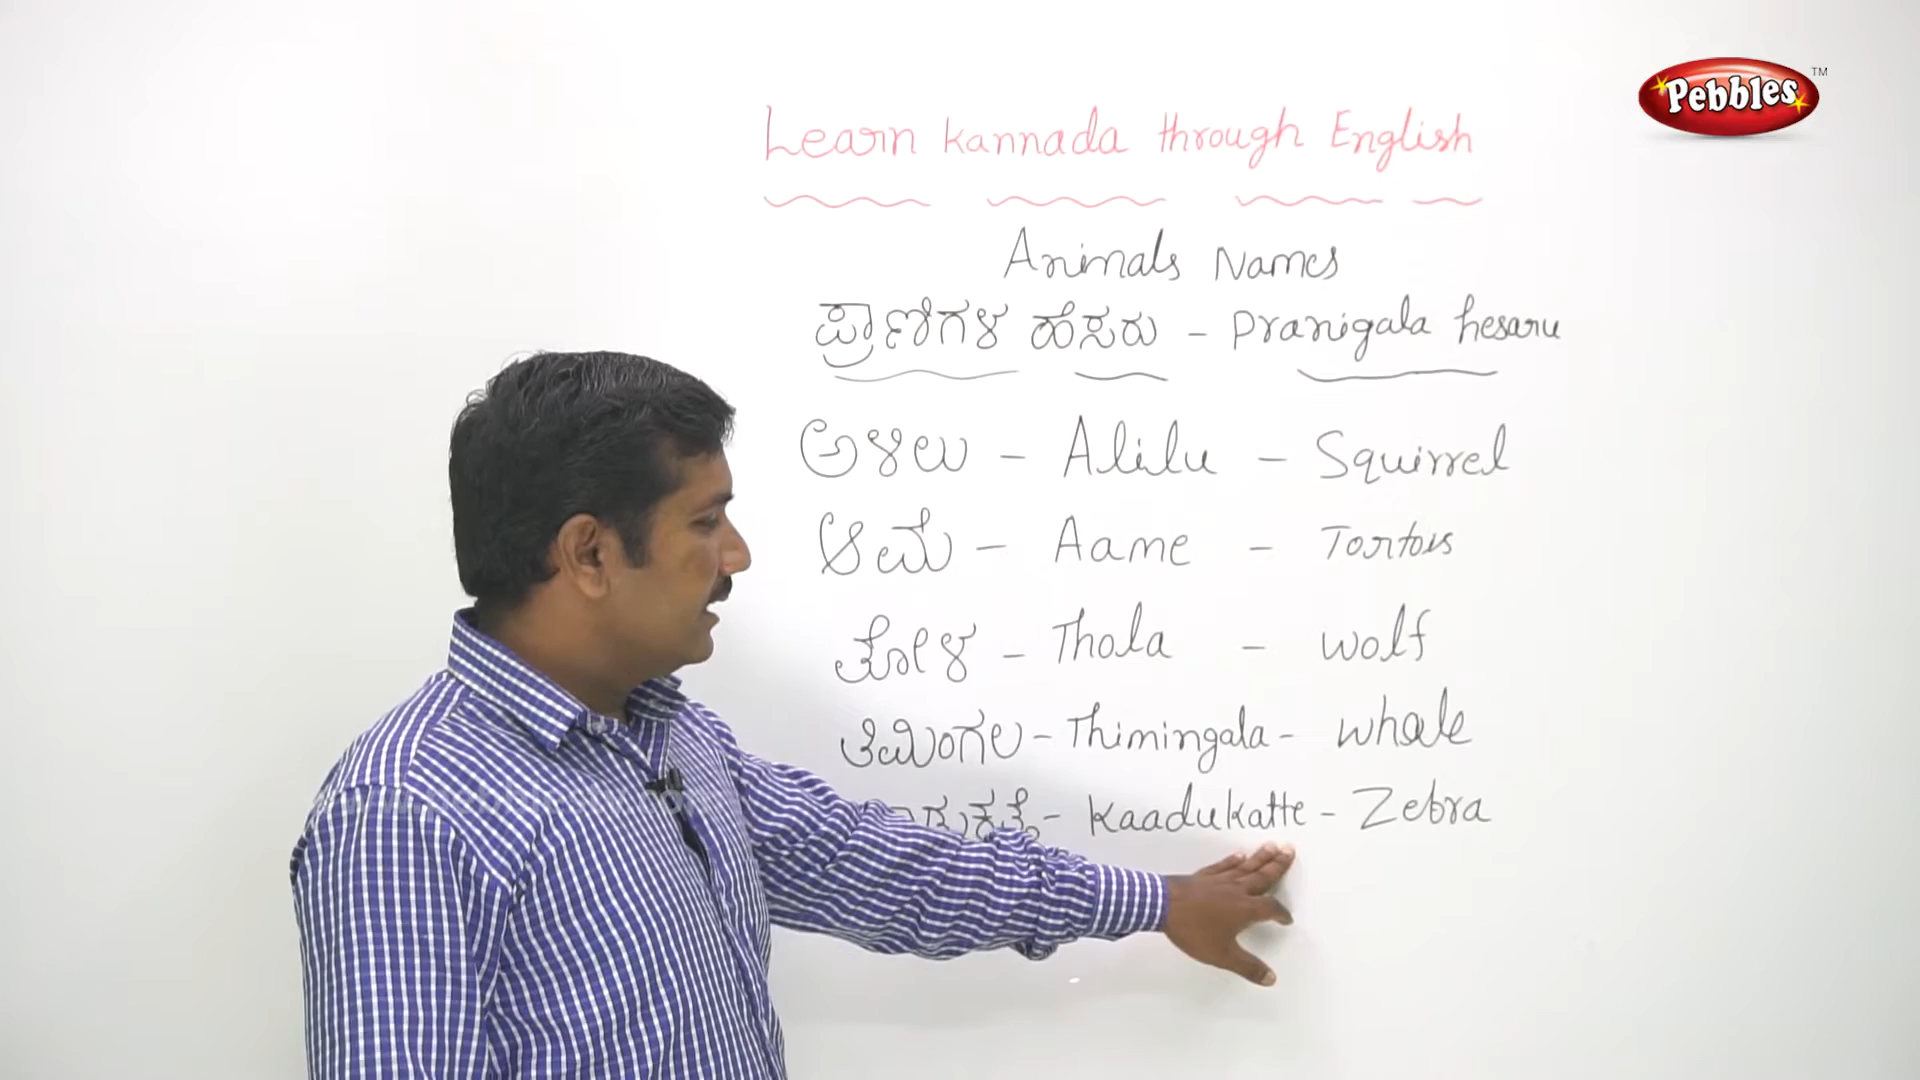 Pebbles TM
Learn kannada through English
Animals Names
ಪ್ರಾಣಿಗಳ ಹೆಸರು - Pranigala hesaru
ಅಳಿಲು - Alilu - Squirrel
ಆಮೆ - Aame - Tortois
ತೋಳ - Thola - wolf
ತಿಮಿಂಗಲ - Thimingala - whale
- Kaadukatte - Zebra